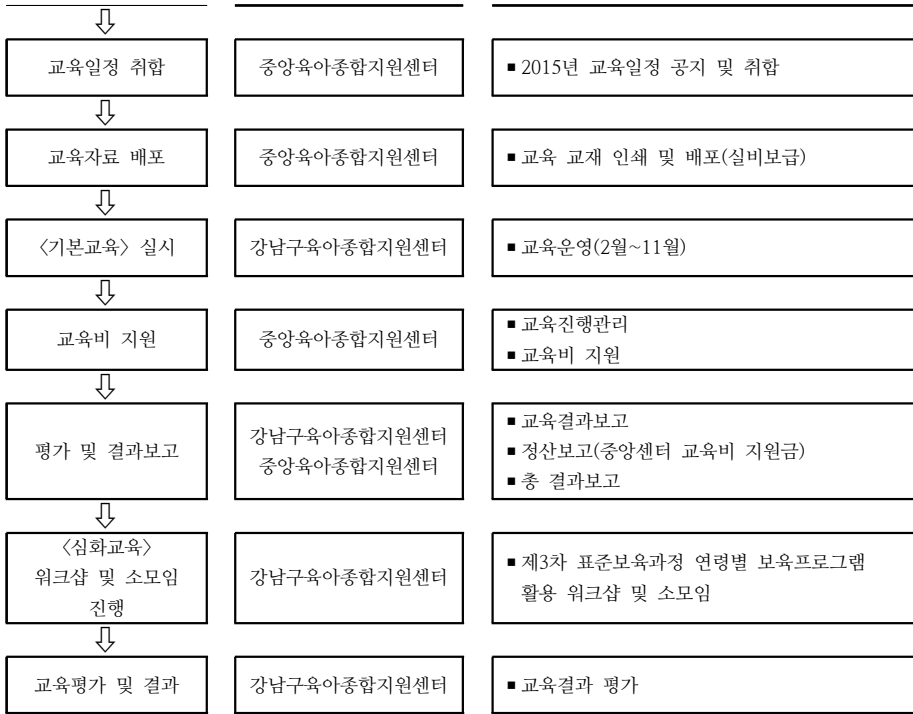 교육일정 취합
중앙육아종합지원센터
▪ 2015년 교육일정 공지 및 취합
교육자료 배포
중앙육아종합지원센터
▪ 교육 교재 인쇄 및 배포(실비보급)
〈기본교육〉 실시
강남구육아종합지원센터
▪ 교육운영(2월~11월)
교육비 지원
중앙육아종합지원센터
▪ 교육진행관리
▪ 교육비 지원
평가 및 결과보고
강남구육아종합지원센터
중앙육아종합지원센터
▪ 교육결과보고
▪ 정산보고(중앙센터 교육비 지원금)
▪ 총 결과보고
〈심화교육〉
워크샵 및 소모임
진행
강남구육아종합지원센터
▪ 제3차 표준보육과정 연령별 보육프로그램
활용 워크샵 및 소모임
교육평가 및 결과
강남구육아종합지원센터
▪ 교육결과 평가